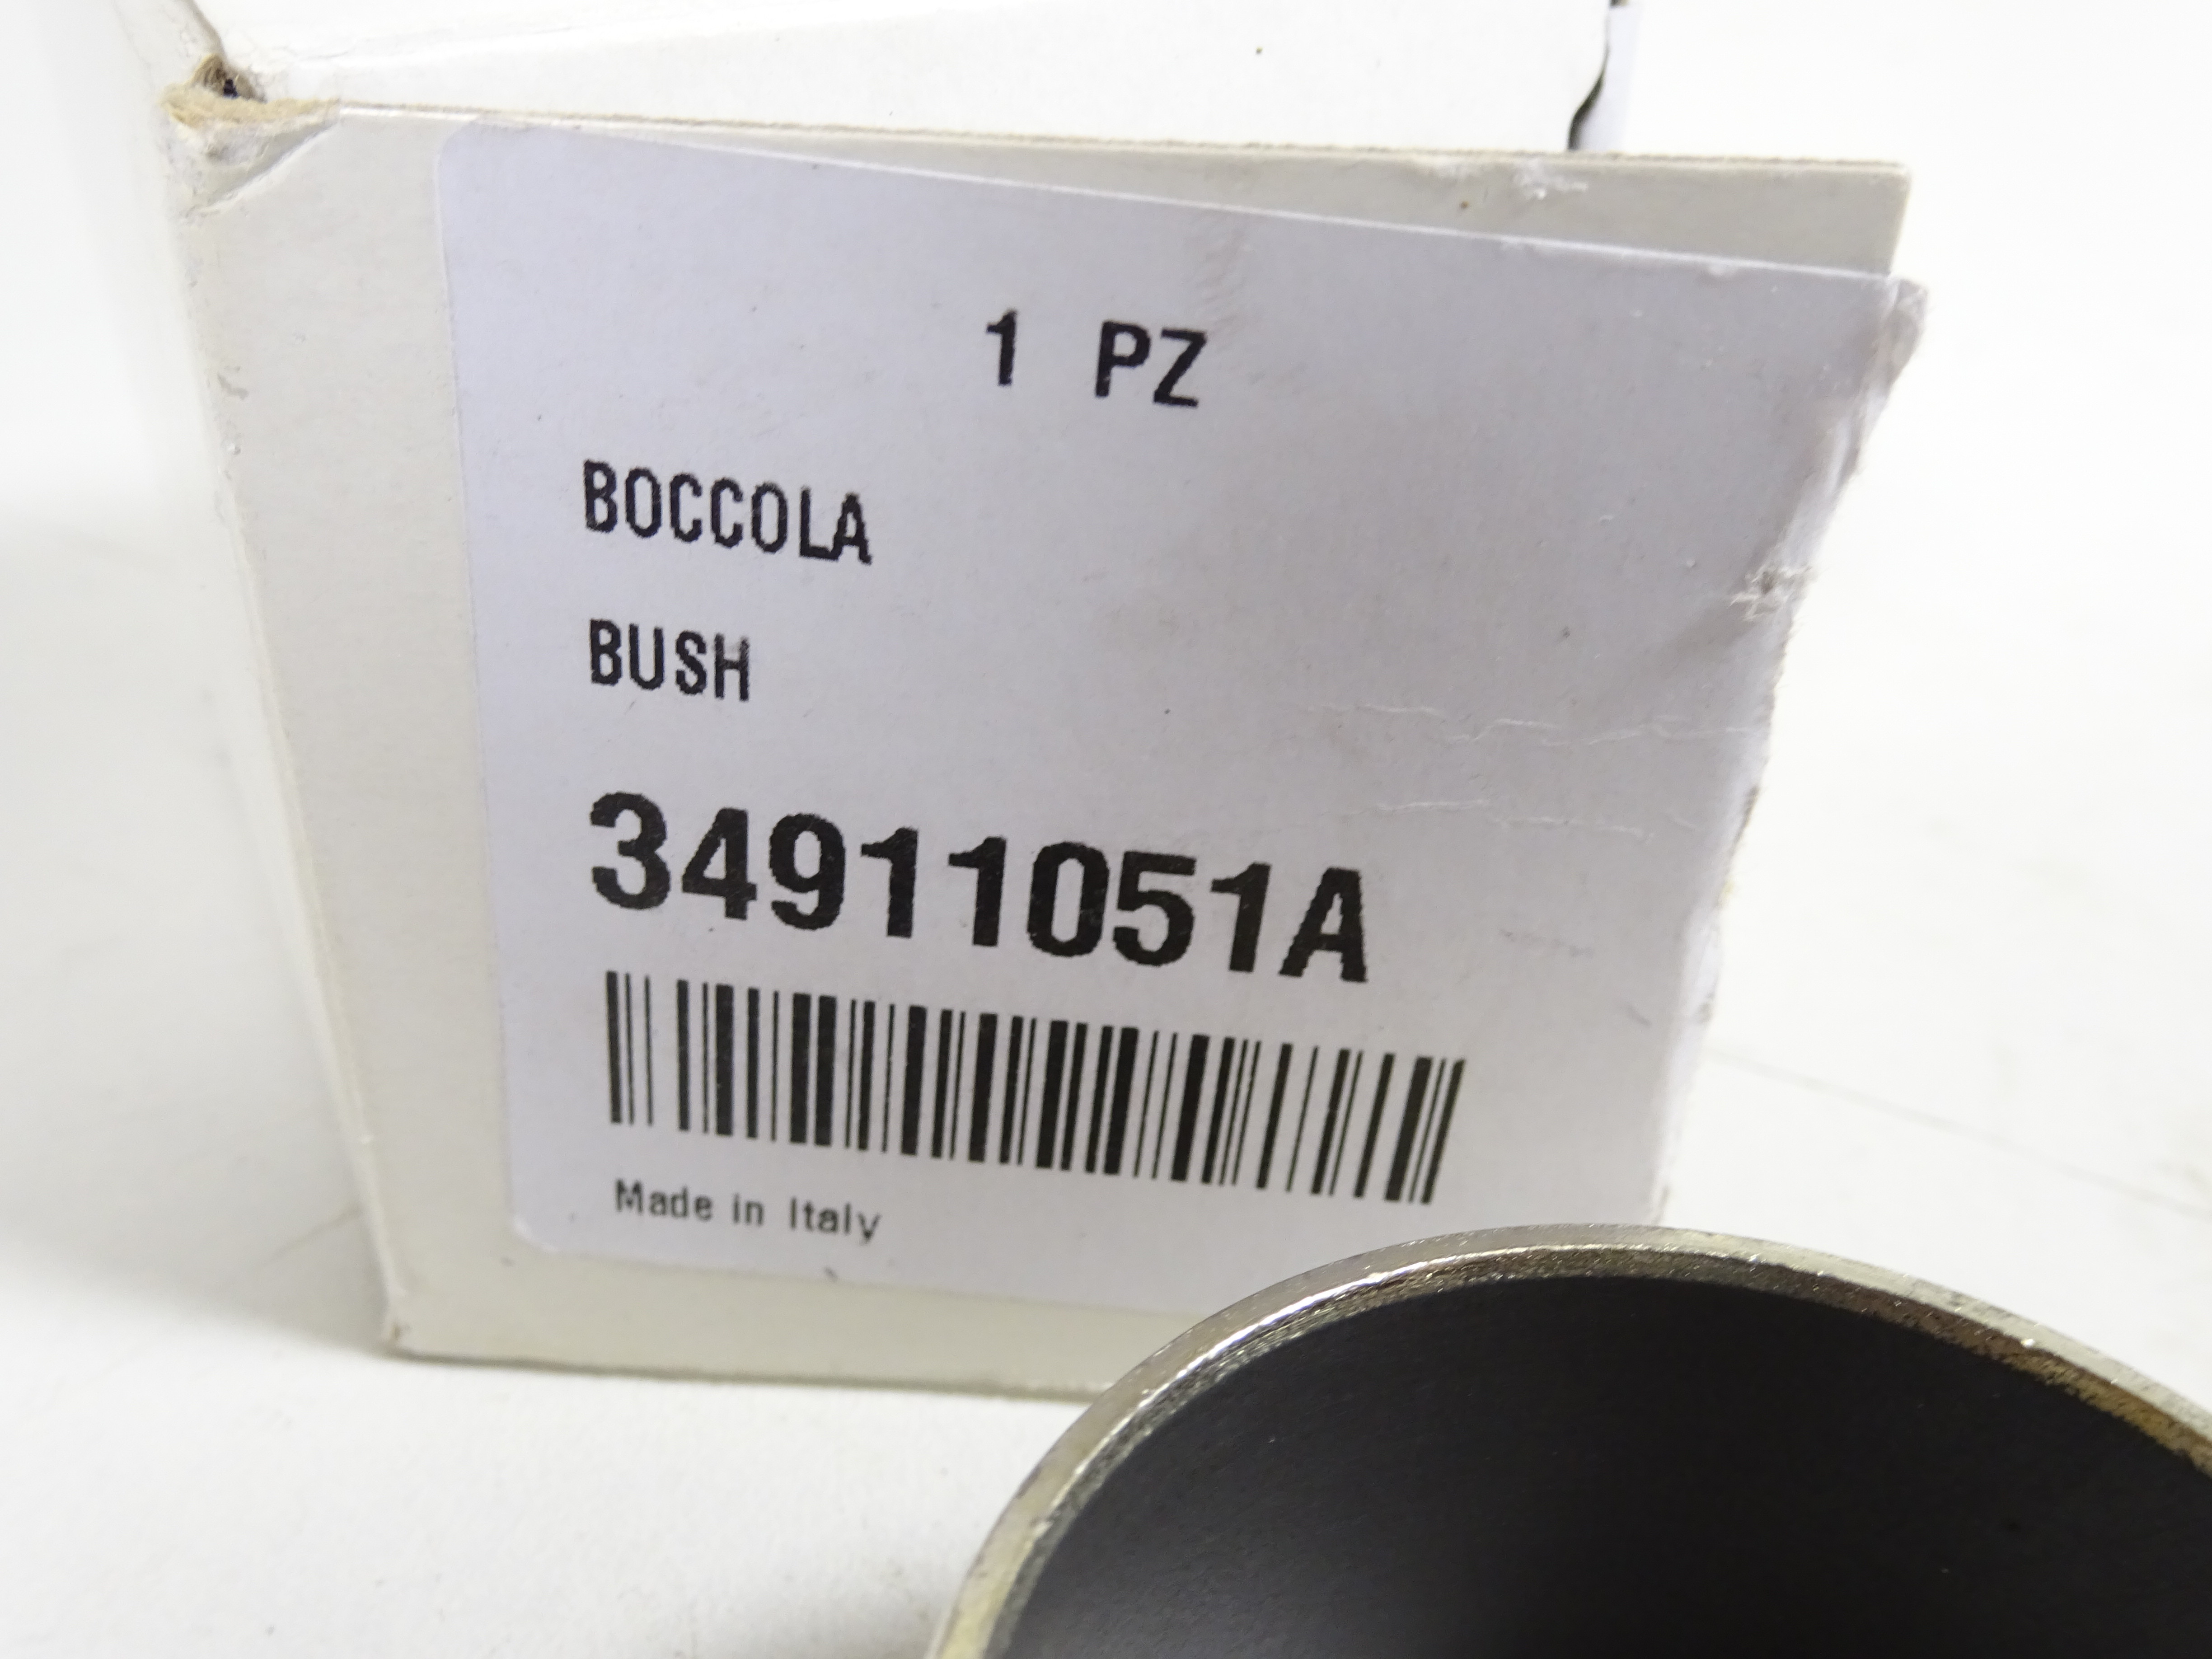 1 PZ
BOCCOLA
BUSH
34911051A
Made in Italy